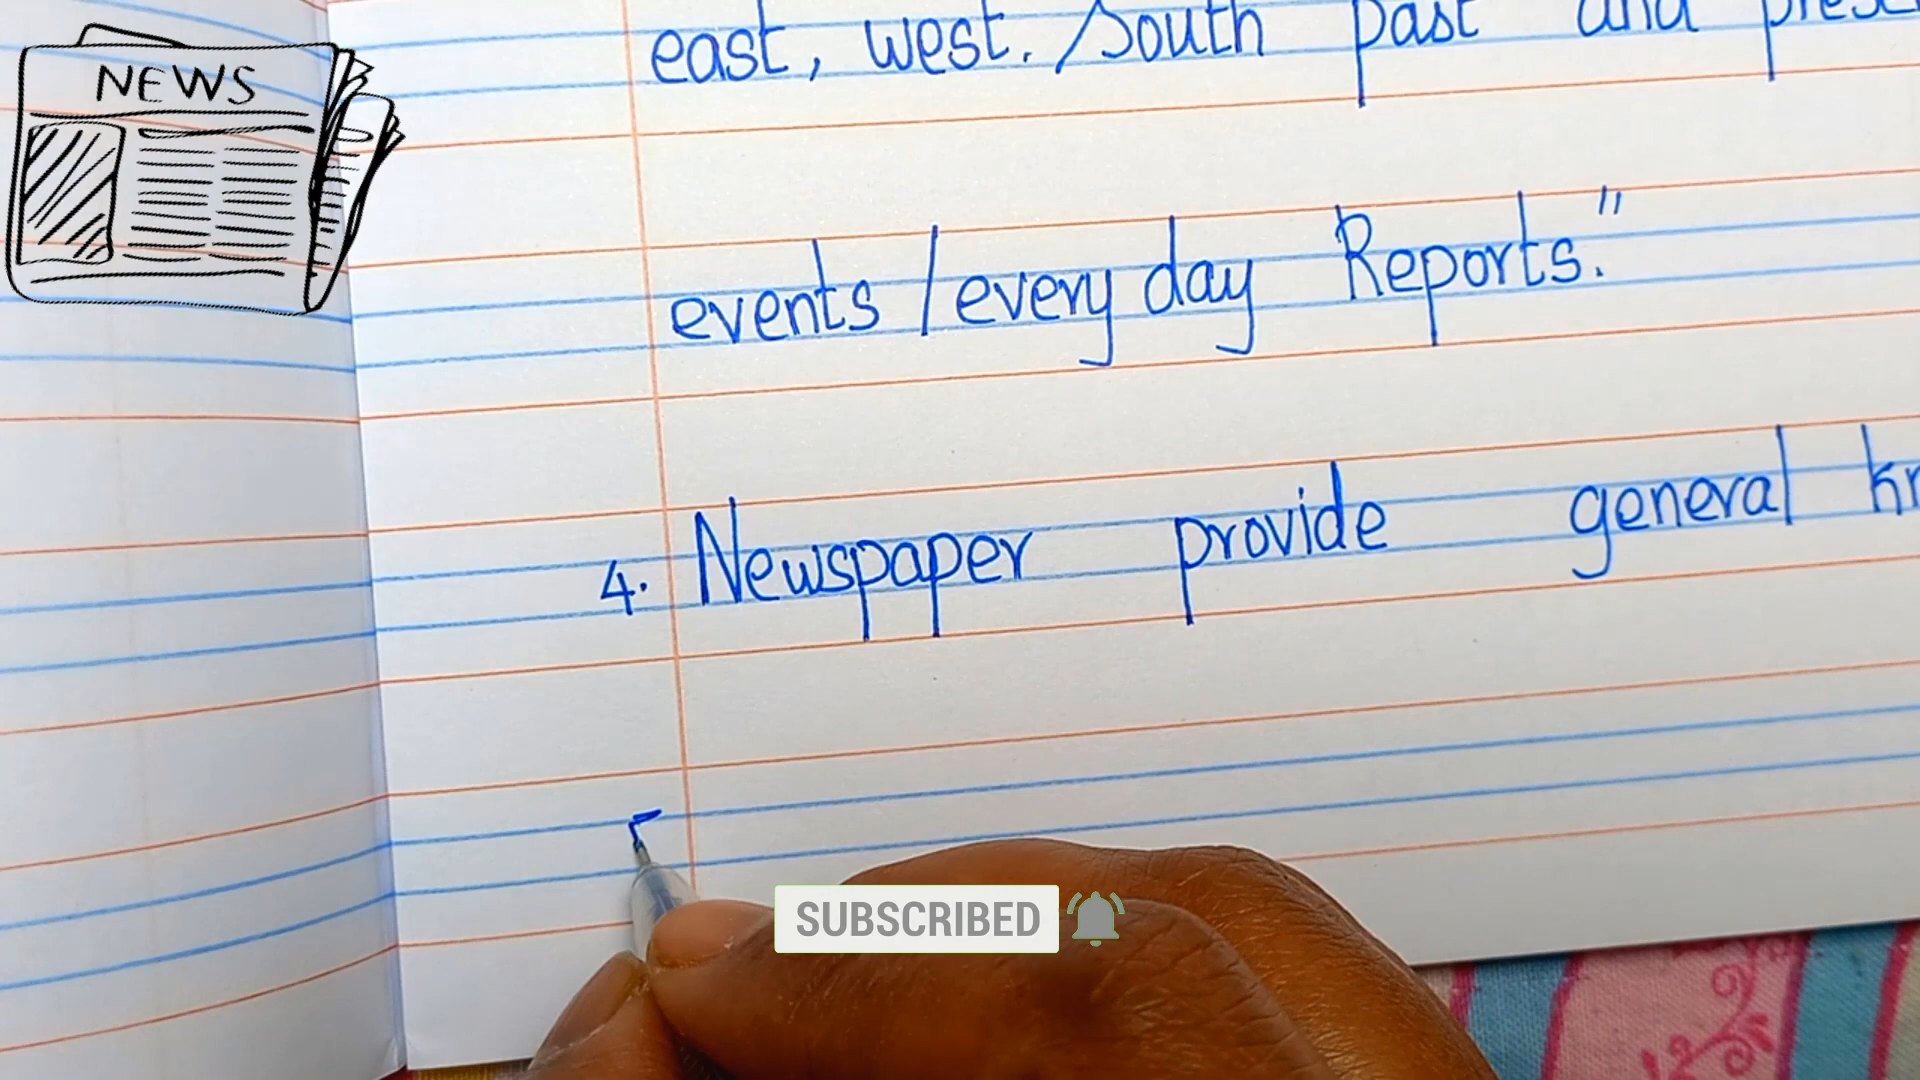 NEWS
east, west. /South past and
events / every day Reports."
4. Newspaper provide general
SUBSCRIBED